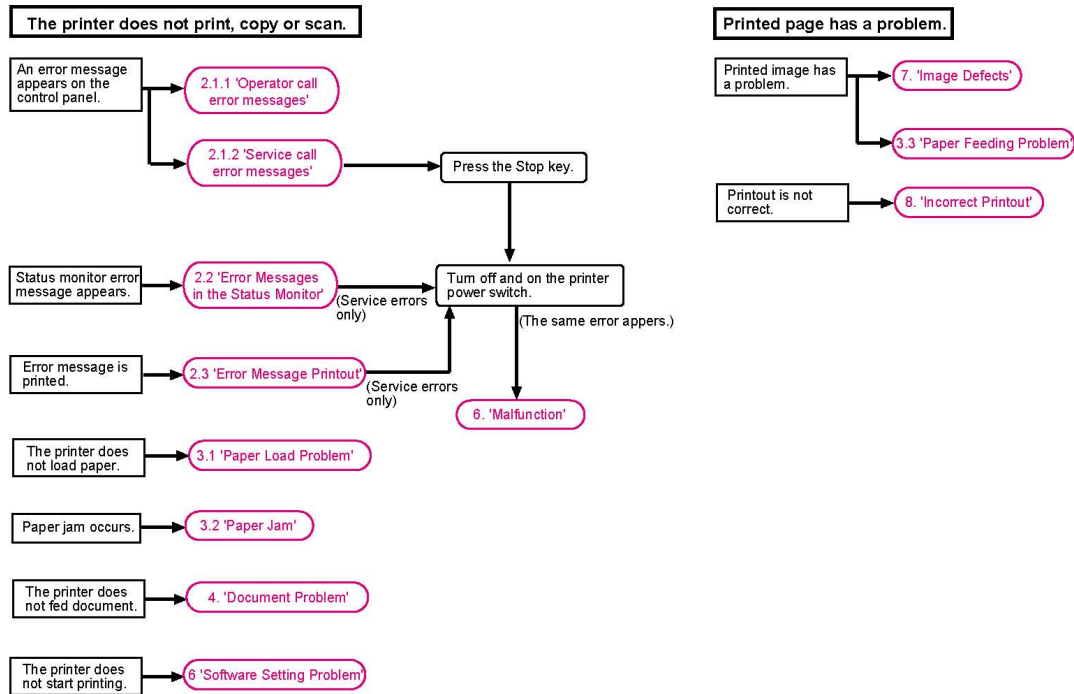 The printer does not print, copy or scan.
An error message
appears on the
control panel.
2.1.1 'Operator call
error messages'
2.1.2 'Service call
error messages'
Press the Stop key.
Status monitor error
message appears.
2.2 'Error Messages
in the Status Monitor'
(Service errors
only)
Turn off and on the printer
power switch.
(The same error appers.)
Error message is
printed.
2.3 'Error Message Printout'
(Service errors
only)
6. 'Malfunction'
The printer does
not load paper.
3.1 'Paper Load Problem'
Paper jam occurs.
3.2 'Paper Jam'
The printer does
not fed document.
4. 'Document Problem'
The printer does
not start printing.
6 'Software Setting Problem'
Printed page has a problem.
Printed image has
a problem.
7. 'Image Defects'
3.3 'Paper Feeding Problem'
Printout is not
correct.
8. 'Incorrect Printout'